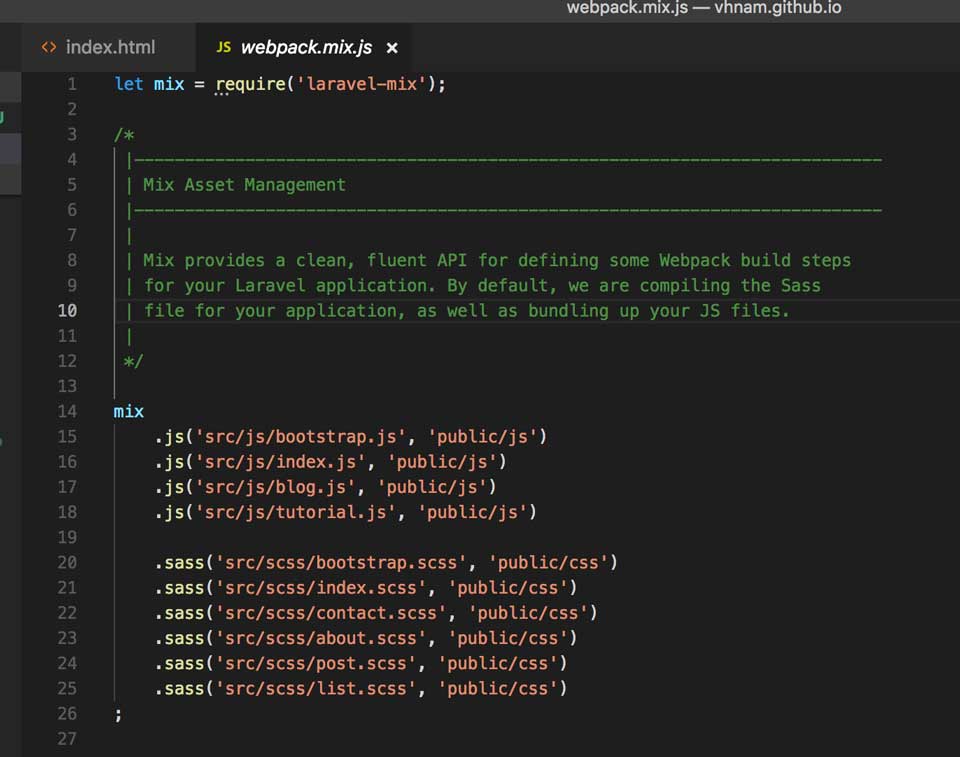 webpack.mix.js — vhnam.github.io
<> index.html JS webpack.mix.js ×
1 let mix = require('laravel-mix');
2
3 /*
4 |--------------------------------------------------------------------------
5 | Mix Asset Management
6 |--------------------------------------------------------------------------
7 |
8 | Mix provides a clean, fluent API for defining some Webpack build steps
9 | for your Laravel application. By default, we are compiling the Sass
10 | file for your application, as well as bundling up your JS files.
11 |
12 */
13
14 mix
15 .js('src/js/bootstrap.js', 'public/js')
16 .js('src/js/index.js', 'public/js')
17 .js('src/js/blog.js', 'public/js')
18 .js('src/js/tutorial.js', 'public/js')
19
20 .sass('src/scss/bootstrap.scss', 'public/css')
21 .sass('src/scss/index.scss', 'public/css')
22 .sass('src/scss/contact.scss', 'public/css')
23 .sass('src/scss/about.scss', 'public/css')
24 .sass('src/scss/post.scss', 'public/css')
25 .sass('src/scss/list.scss', 'public/css')
26 ;
27